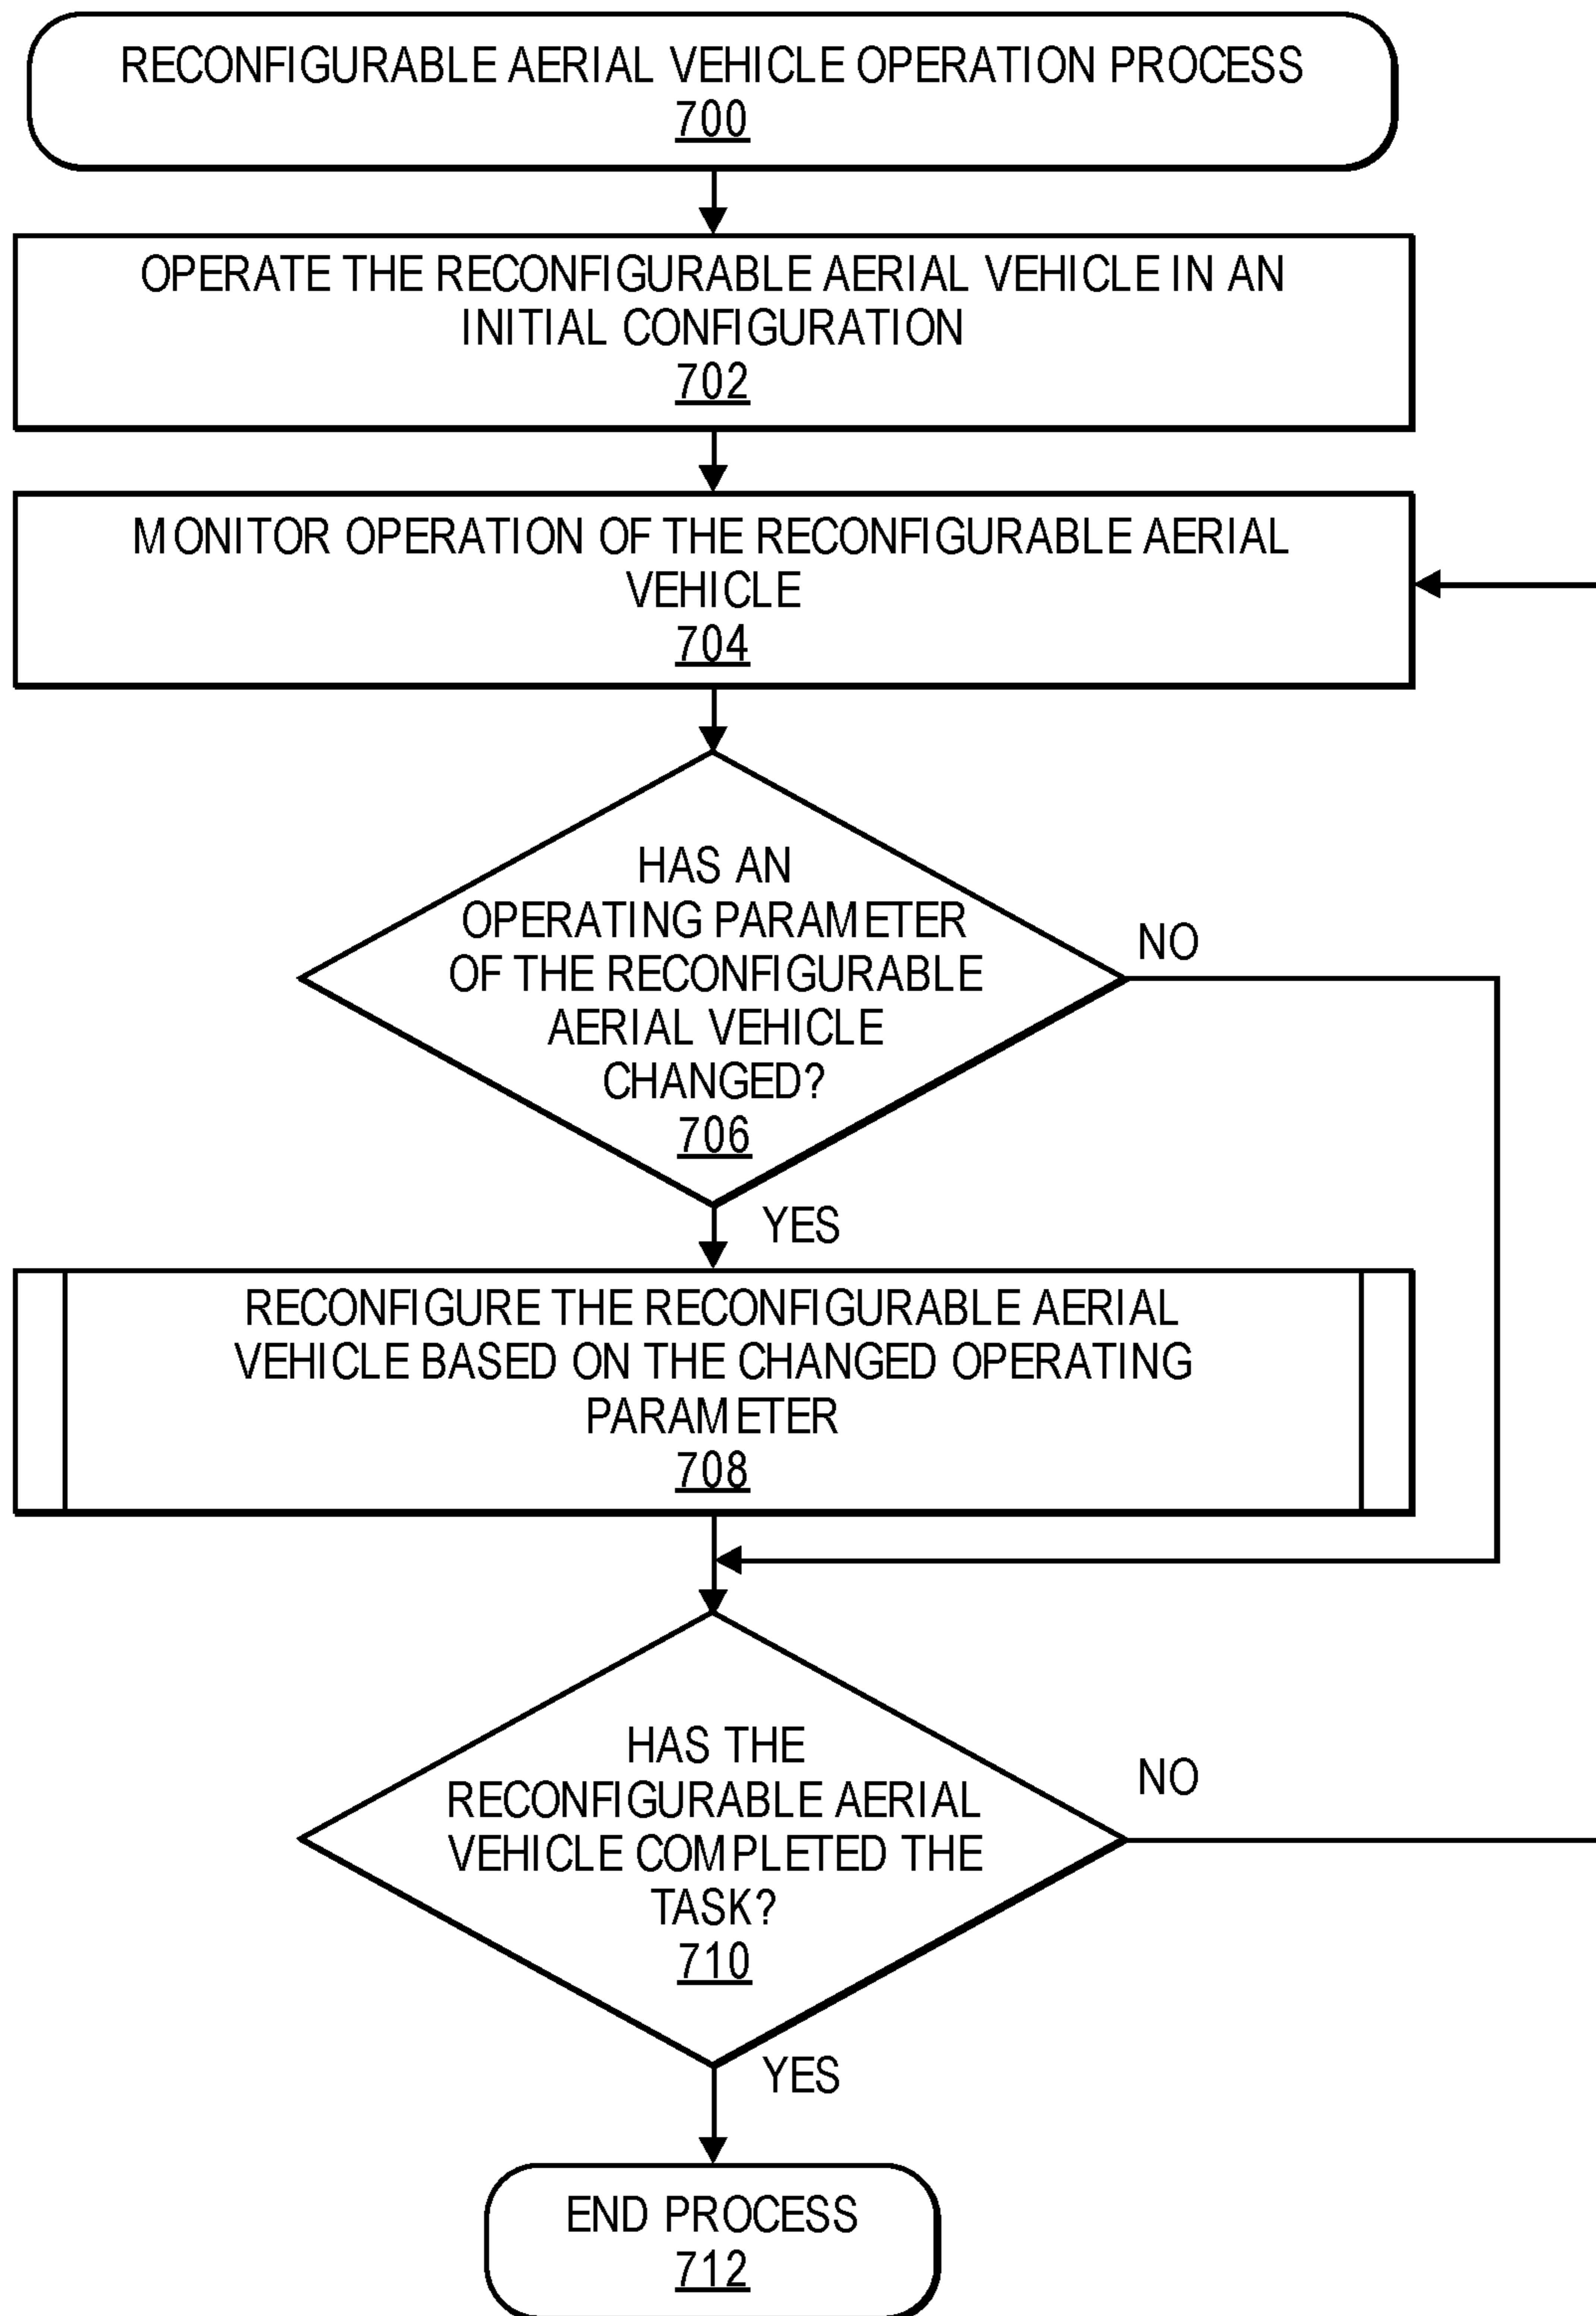 RECONFIGURABLE AERIAL VEHICLE OPERATION PROCESS
700
OPERATE THE RECONFIGURABLE AERIAL VEHICLE IN AN
INITIAL CONFIGURATION
702
MONITOR OPERATION OF THE RECONFIGURABLE AERIAL
VEHICLE
704
HAS AN
OPERATING PARAMETER
OF THE RECONFIGURABLE
AERIAL VEHICLE
CHANGED?
706
NO
YES
RECONFIGURE THE RECONFIGURABLE AERIAL
VEHICLE BASED ON THE CHANGED OPERATING
PARAMETER
708
HAS THE
RECONFIGURABLE AERIAL
VEHICLE COMPLETED THE
TASK?
710
NO
YES
END PROCESS
712